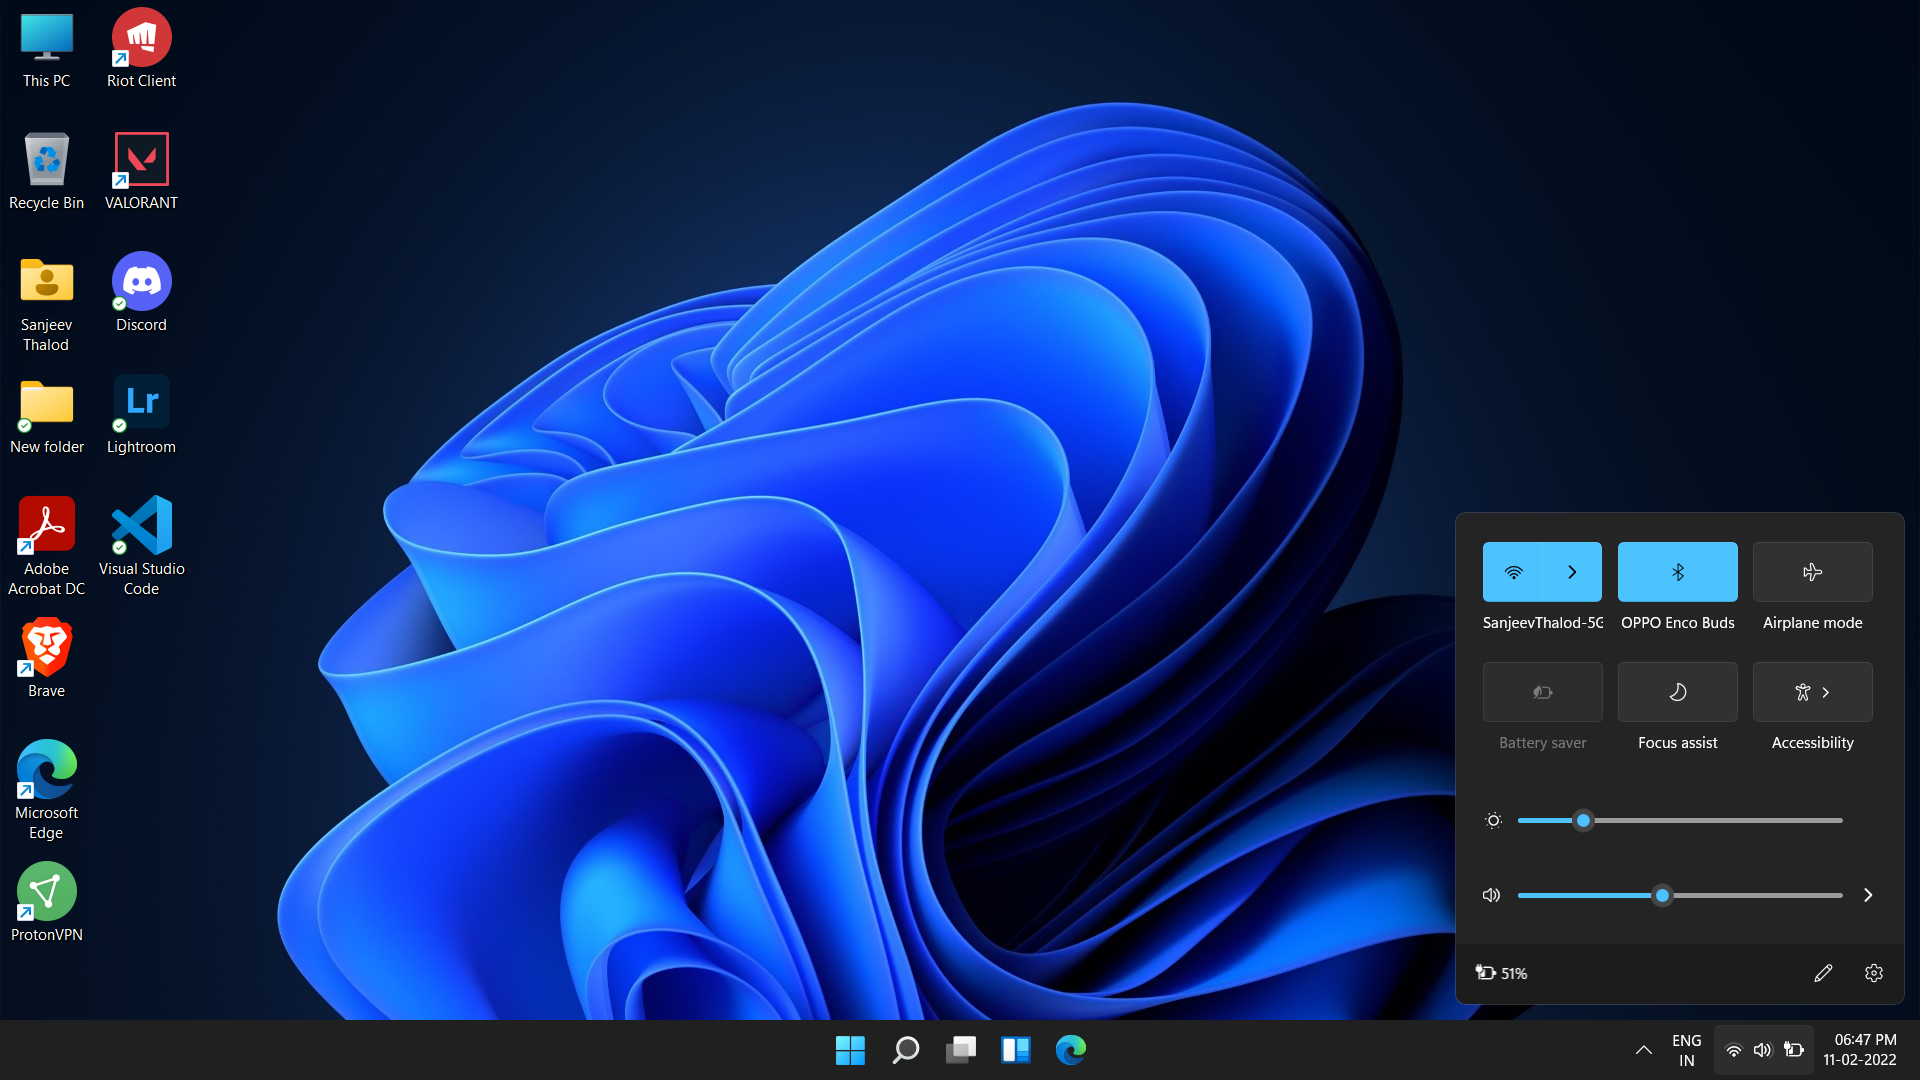 This PC
Riot Client
Recycle Bin
VALORANT
Sanjeev
Thalod
Discord
New folder
Lr
Lightroom
Adobe
Acrobat DC
Visual Studio
Code
Brave
Microsoft
Edge
ProtonVPN
SanjeevThalod-5G
OPPO Enco Buds
Airplane mode
Battery saver
Focus assist
Accessibility
51%
ENG
IN
06:47 PM
11-02-2022